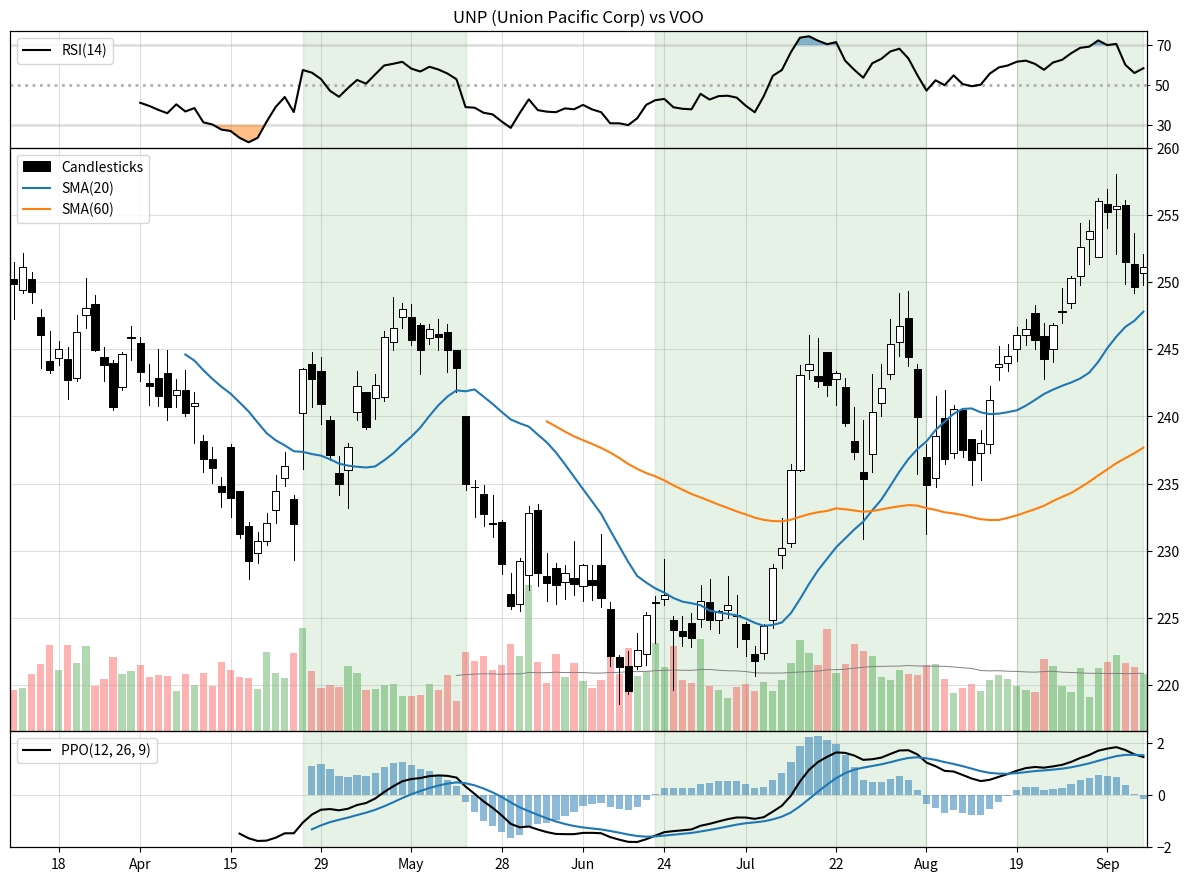 UNP (Union Pacific Corp) vs VOO
RSI(14)
70
50
30
Candlesticks
SMA(20)
SMA(60)
260
255
250
245
240
235
230
225
220
PPO(12, 26, 9)
2
0
−2
18 Apr 15 29 May 28 Jun 24 Jul 22 Aug 19 Sep